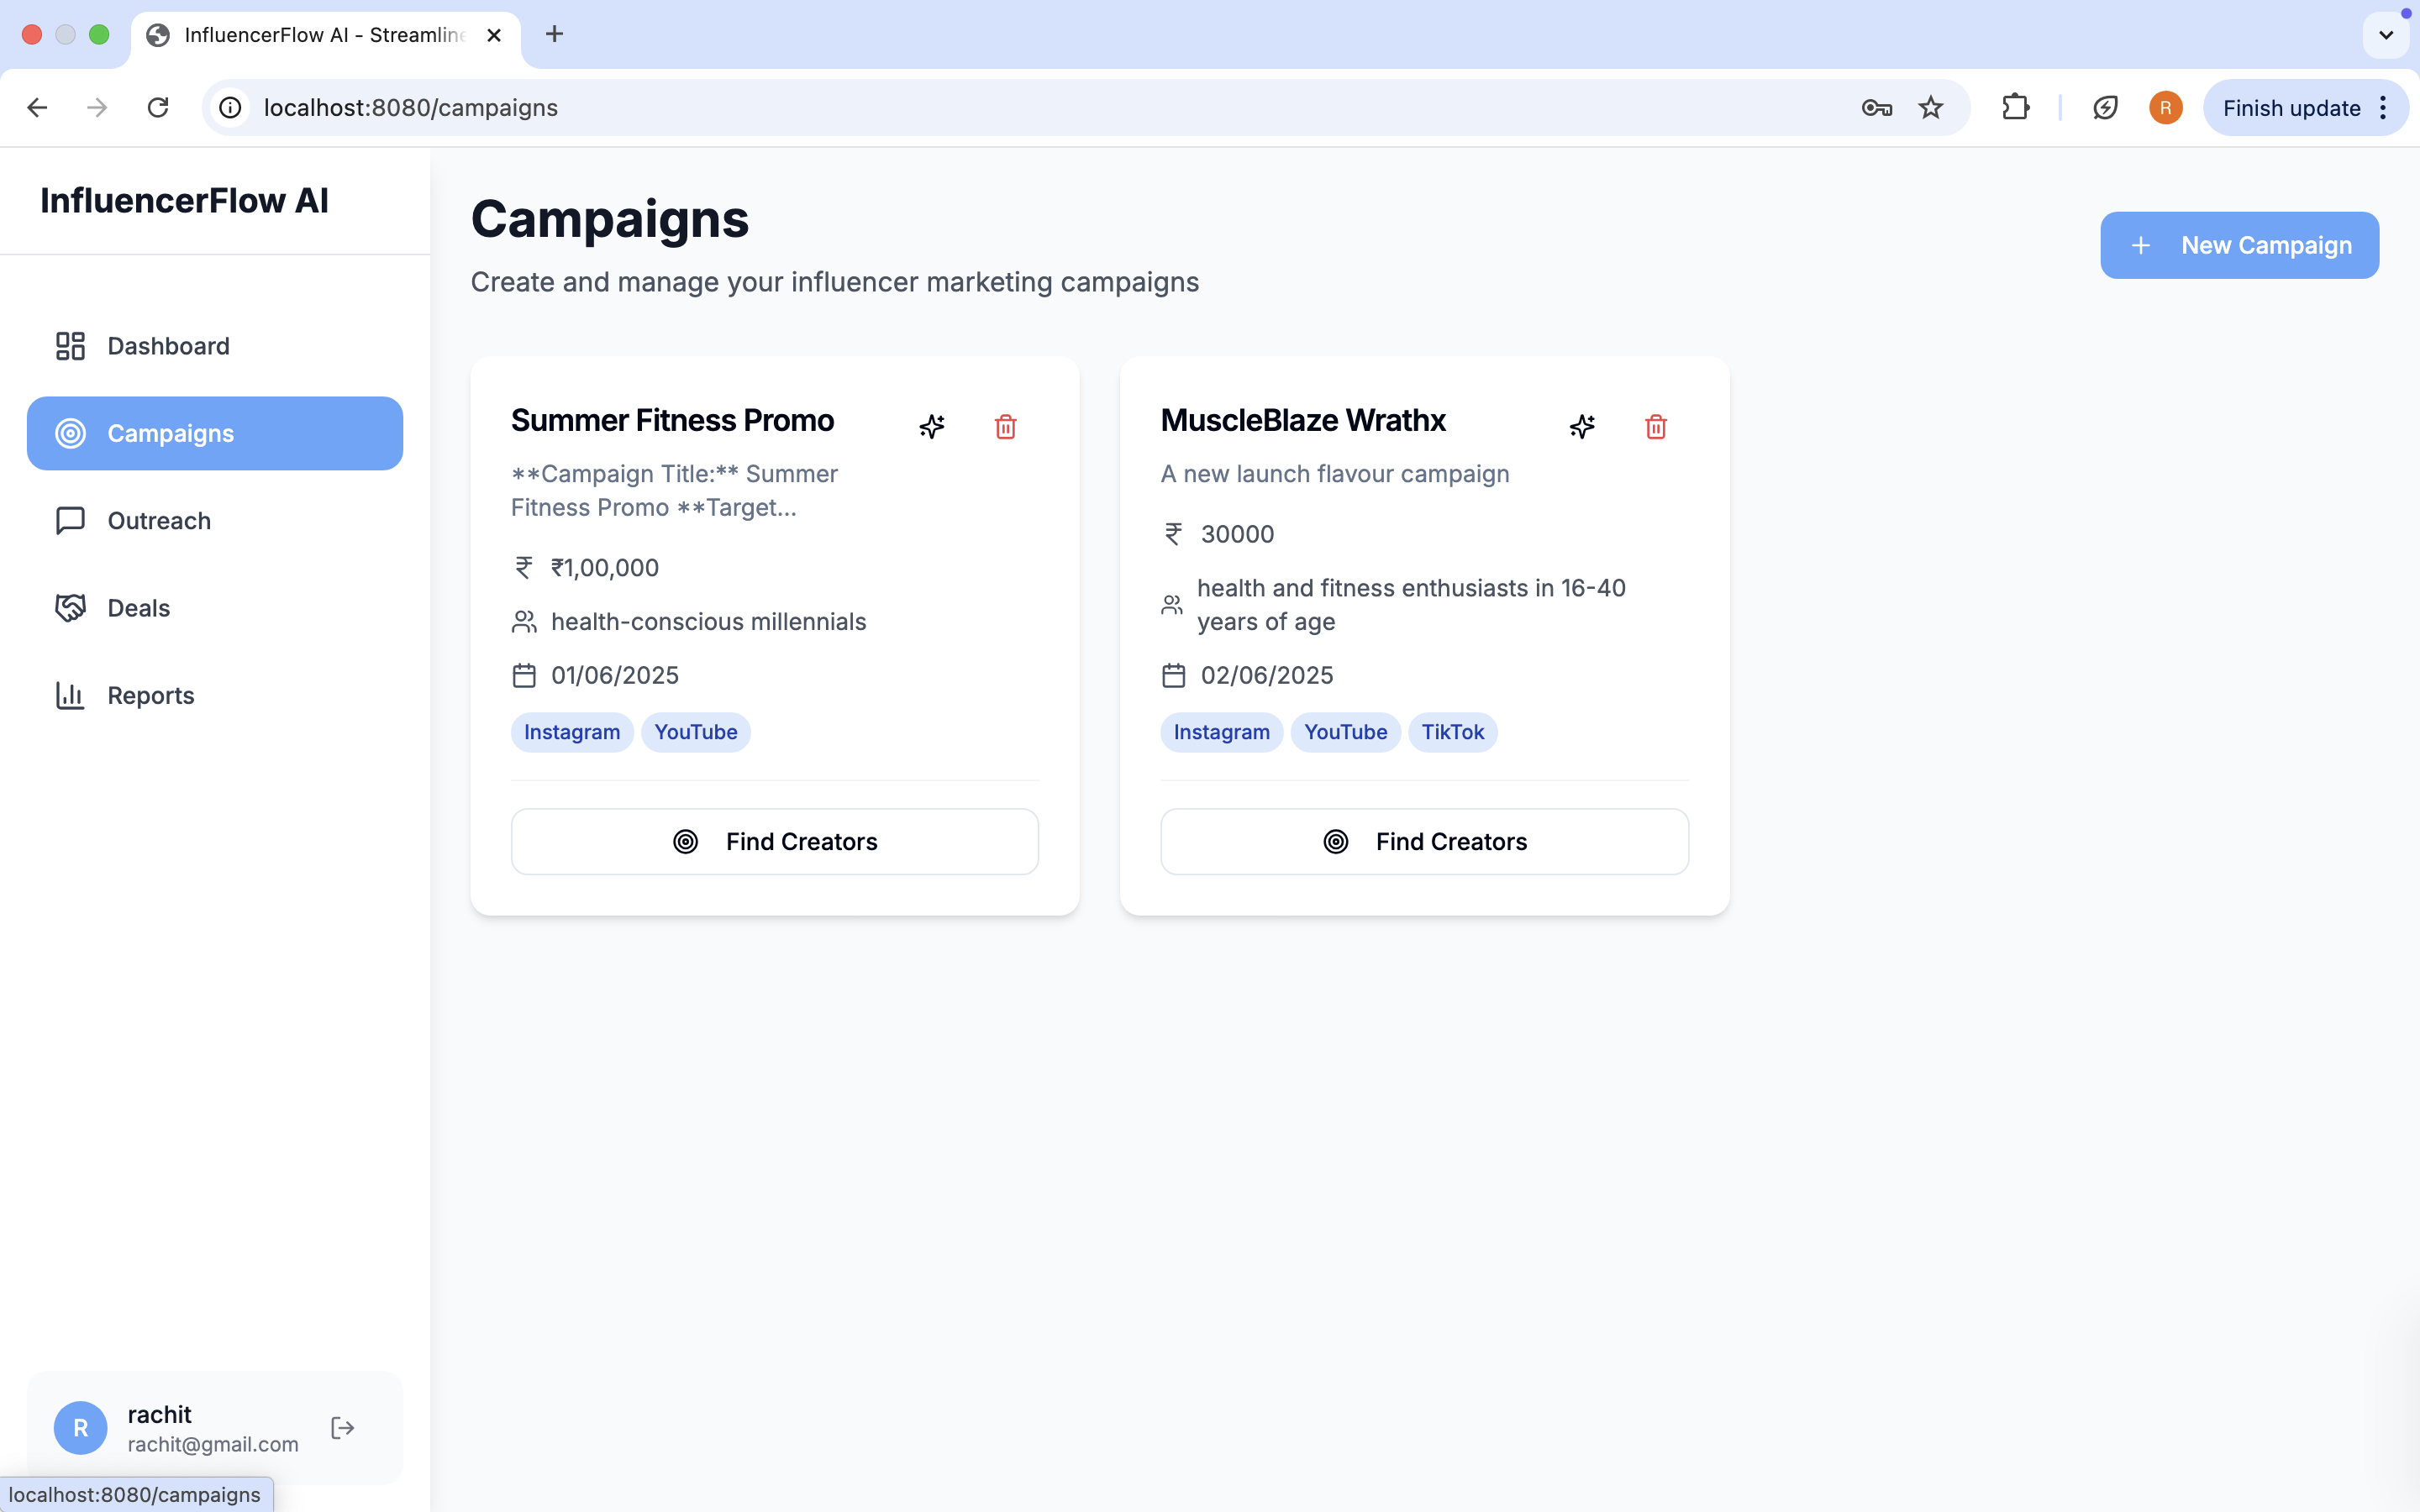 InfluencerFlow AI - Streamline
localhost:8080/campaigns
R
Finish update
InfluencerFlow AI
Dashboard
Campaigns
Outreach
Deals
Reports
R
rachit
rachit@gmail.com
localhost:8080/campaigns
Campaigns
Create and manage your influencer marketing campaigns
New Campaign
Summer Fitness Promo
**Campaign Title:** Summer
Fitness Promo **Target...
₹1,00,000
health-conscious millennials
01/06/2025
Instagram YouTube
Find Creators
MuscleBlaze Wrathx
A new launch flavour campaign
₹ 30000
health and fitness enthusiasts in 16-40
years of age
02/06/2025
Instagram YouTube TikTok
Find Creators